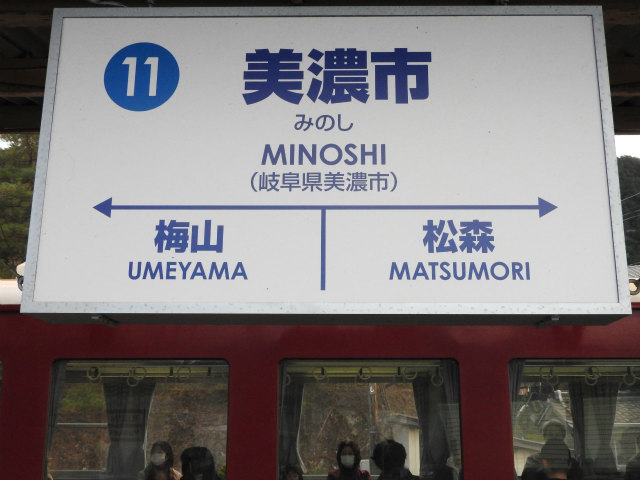 11
美濃市
みのし
MINOSHI
（岐阜県美濃市）
梅山 松森
UMEYAMA MATSUMORI